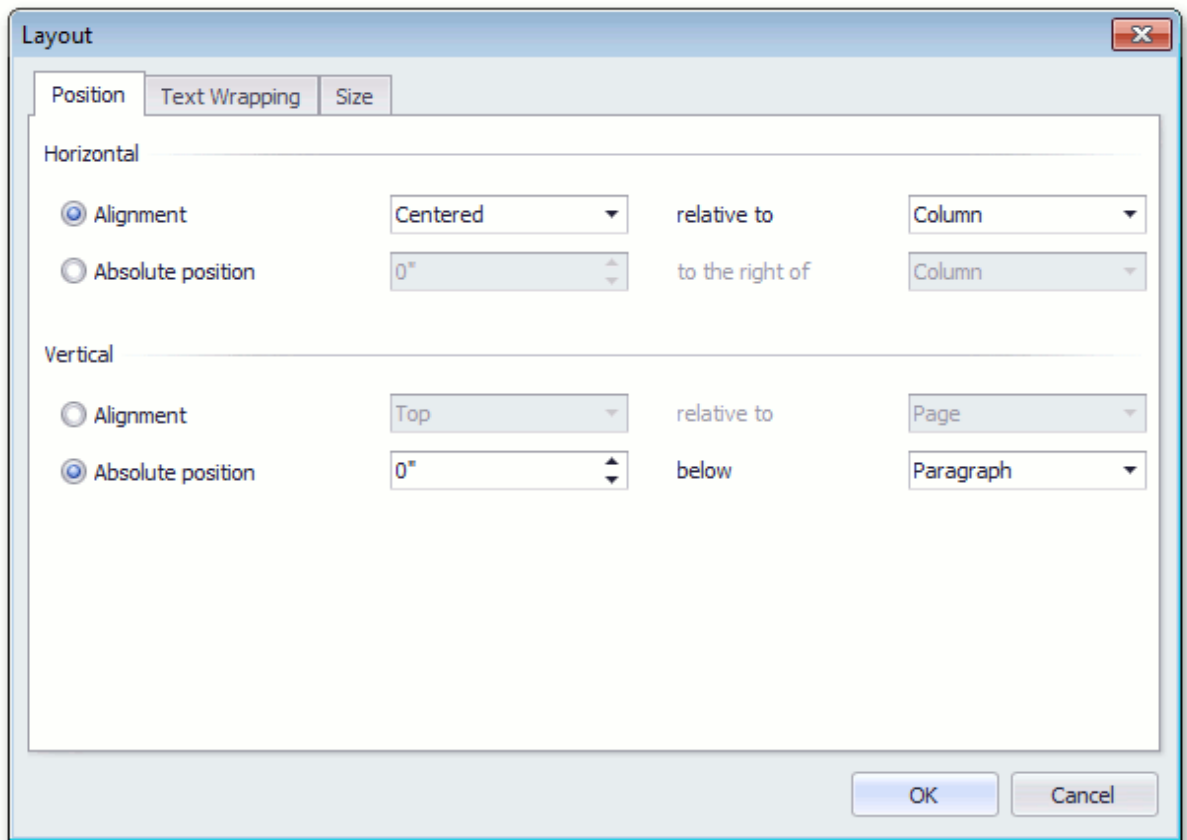 Layout
Position Text Wrapping Size
Horizontal
Alignment Centered relative to Column
Absolute position 0" to the right of Column
Vertical
Alignment Top relative to Page
Absolute position 0" below Paragraph
OK Cancel